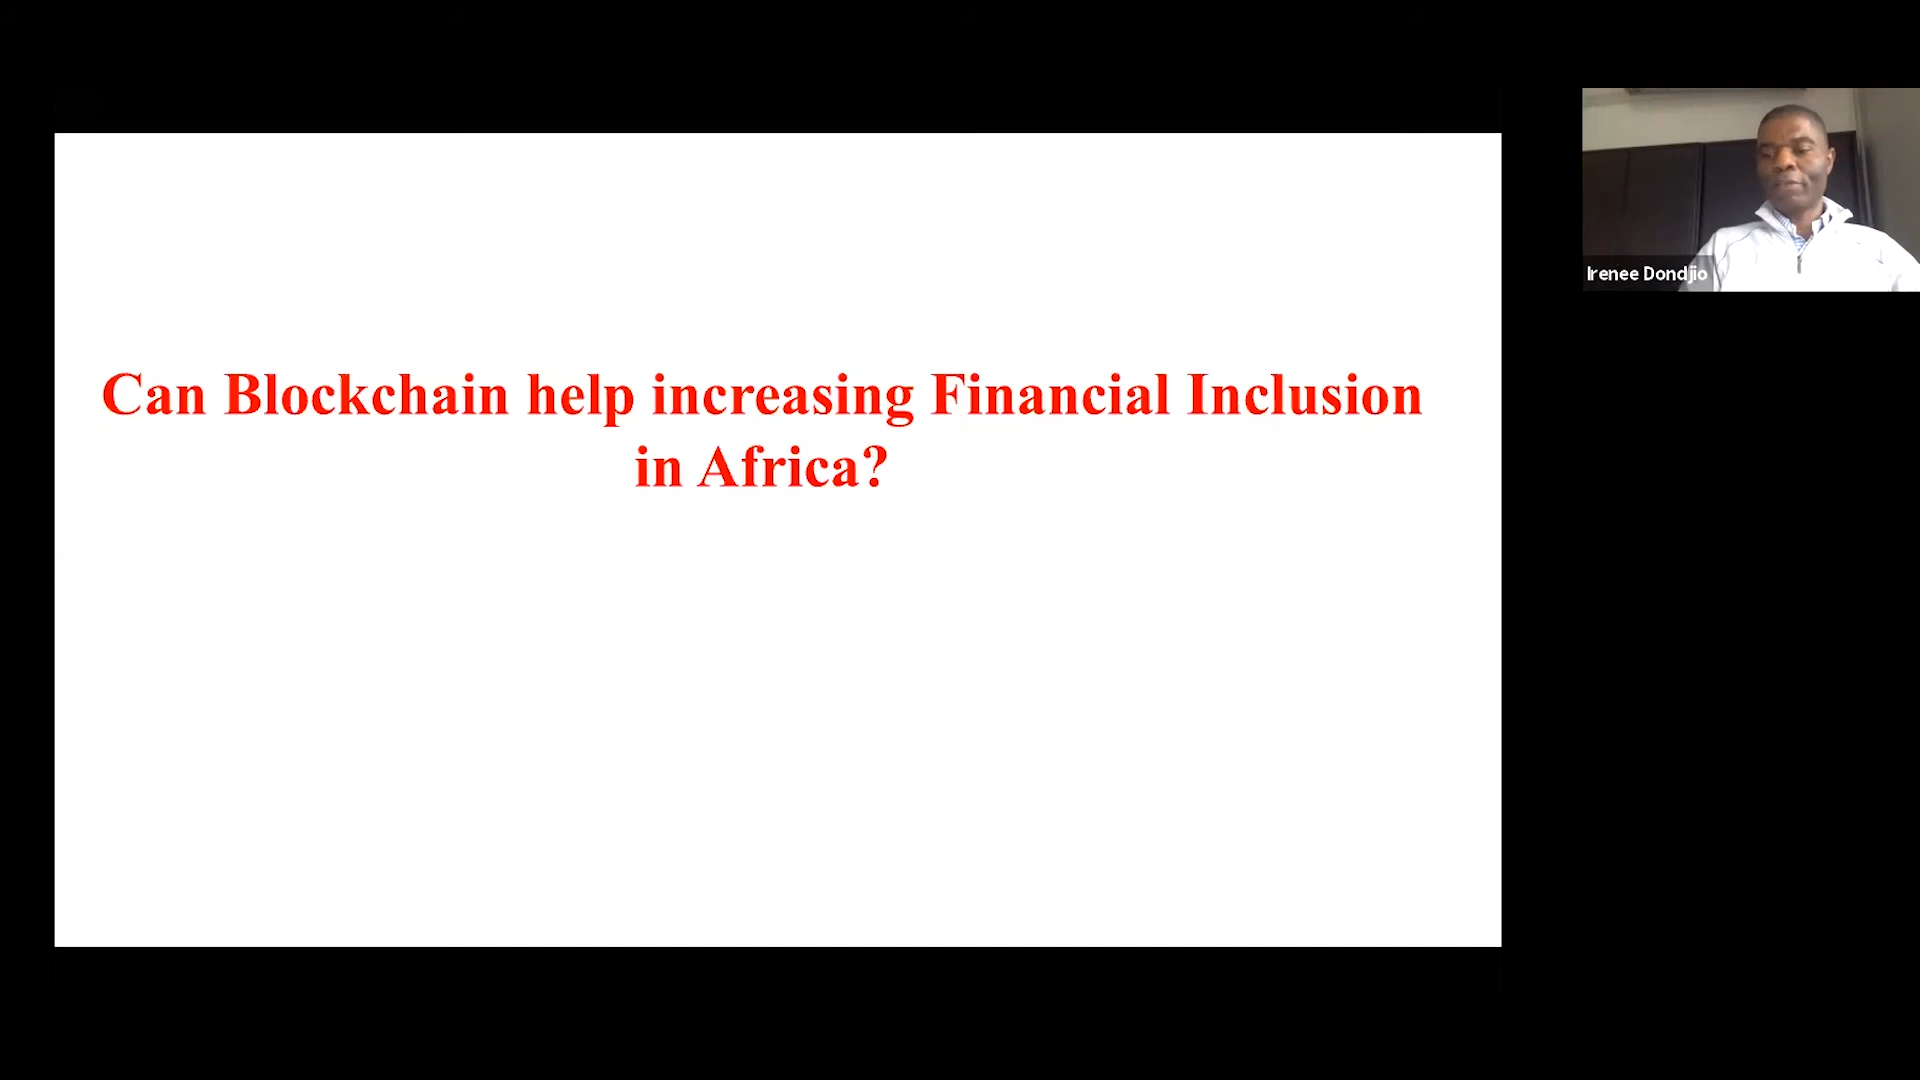 Can Blockchain help increasing Financial Inclusion
in Africa?
Irenee Dondjio